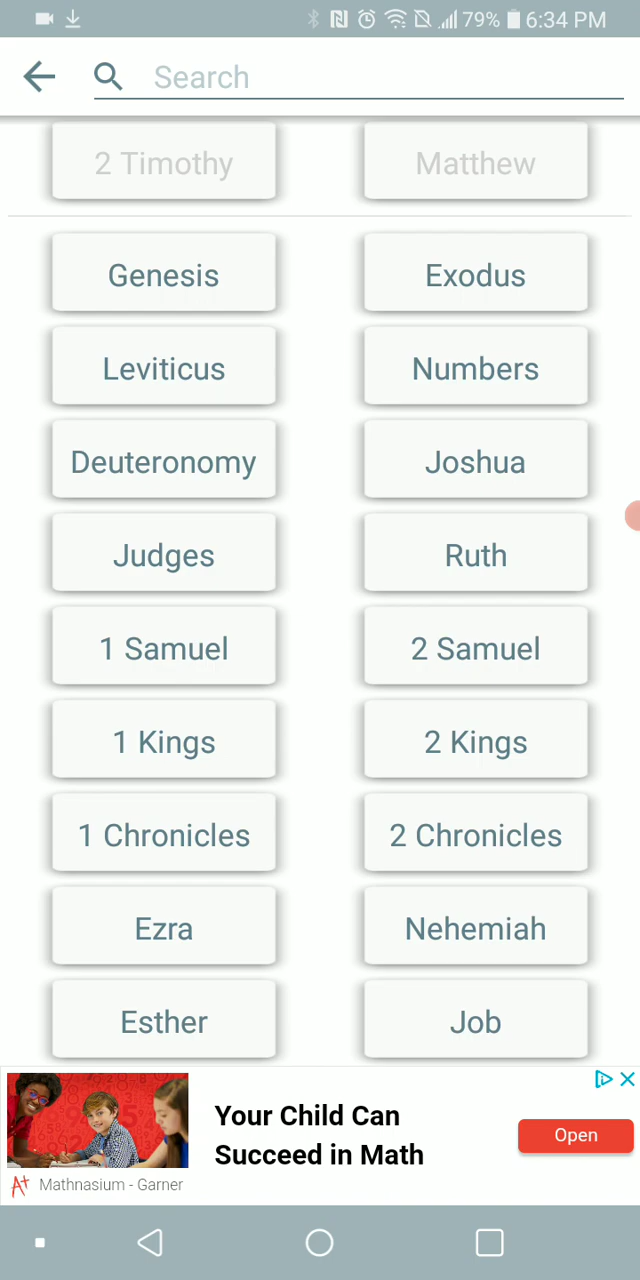 79% 6:34 PM
Search
2 Timothy Matthew
Genesis Exodus
Leviticus Numbers
Deuteronomy Joshua
Judges Ruth
1 Samuel 2 Samuel
1 Kings 2 Kings
1 Chronicles 2 Chronicles
Ezra Nehemiah
Esther Job
Your Child Can
Succeed in Math
Open
A+ Mathnasium - Garner